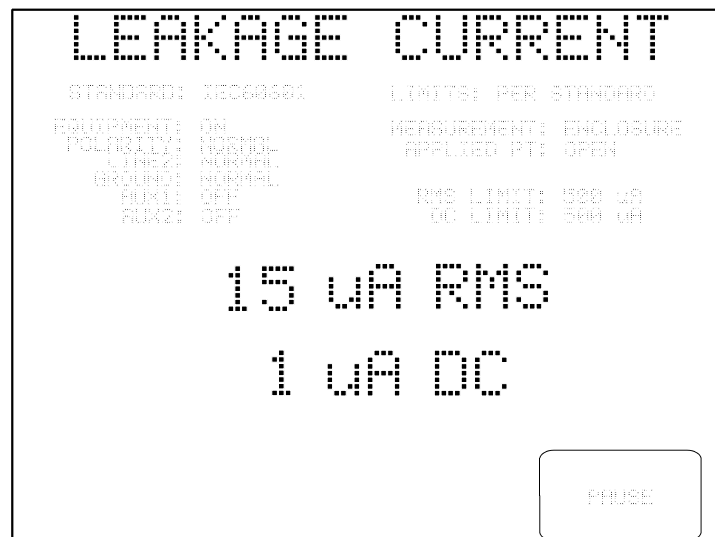 LEAKAGE CURRENT
STANDARD: IEC60601 LIMITS: PER STANDARD
EQUIPMENT: ON MEASUREMENT: ENCLOSURE
POLARITY: NORMAL APPLIED PT: OPEN
LINE2: NORMAL
GROUND: NORMAL
AUX1: OFF RMS LIMIT: 500 uA
AUX2: OFF DC LIMIT: 500 uA
15 uA RMS
1 uA DC
PAUSE